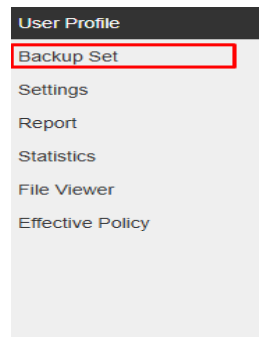 User Profile
Backup Set
Settings
Report
Statistics
File Viewer
Effective Policy